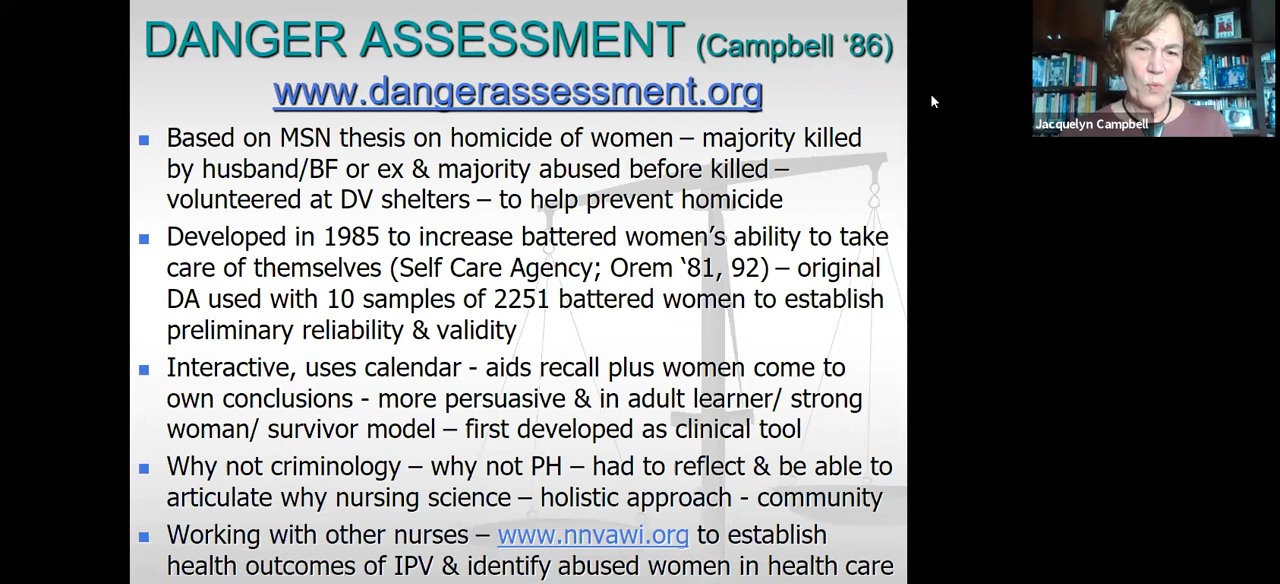 DANGER ASSESSMENT (Campbell ‘86)
www.dangerassessment.org
Based on MSN thesis on homicide of women – majority killed
by husband/BF or ex & majority abused before killed –
volunteered at DV shelters – to help prevent homicide
Developed in 1985 to increase battered women’s ability to take
care of themselves (Self Care Agency; Orem ‘81, 92) – original
DA used with 10 samples of 2251 battered women to establish
preliminary reliability & validity
Interactive, uses calendar - aids recall plus women come to
own conclusions - more persuasive & in adult learner/ strong
woman/ survivor model – first developed as clinical tool
Why not criminology – why not PH – had to reflect & be able to
articulate why nursing science – holistic approach - community
Working with other nurses – www.nnvawi.org to establish
health outcomes of IPV & identify abused women in health care
Jacquelyn Campbell